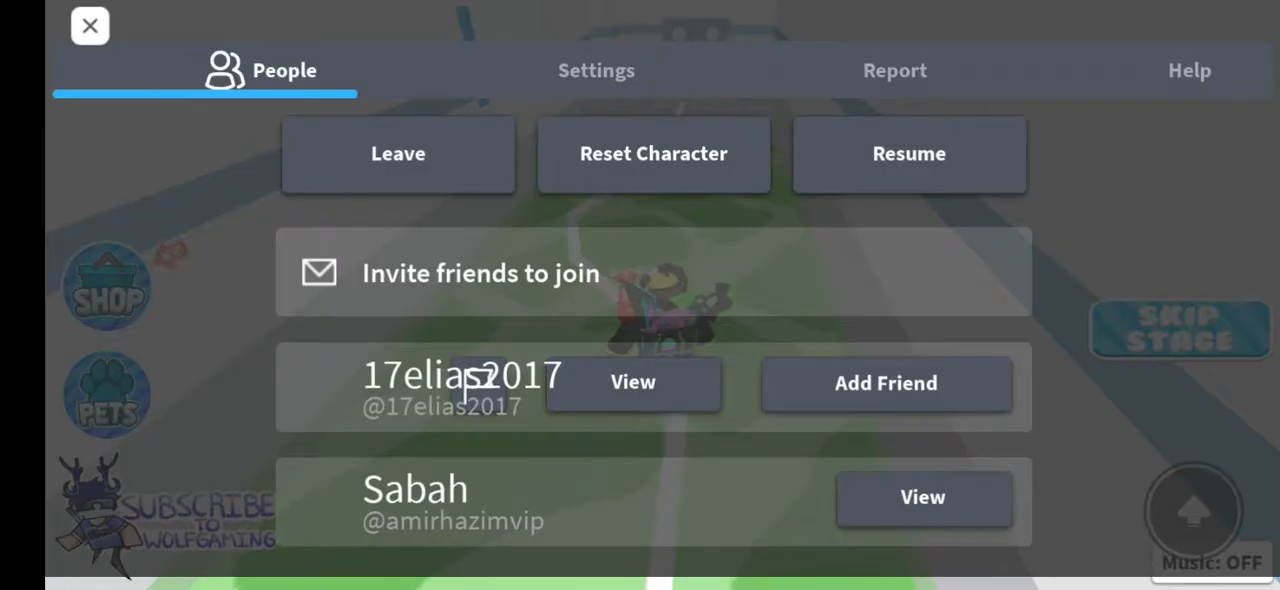 People
Settings
Report
Help
Leave
Reset Character
Resume
Invite friends to join
SHOP
SKIP
STAGE
17elias2017
@17elias2017
View
Add Friend
PETS
Sabah
@amirhazimvip
View
SUBSCRIBE
TO
WOLFGAMING
Music: OFF